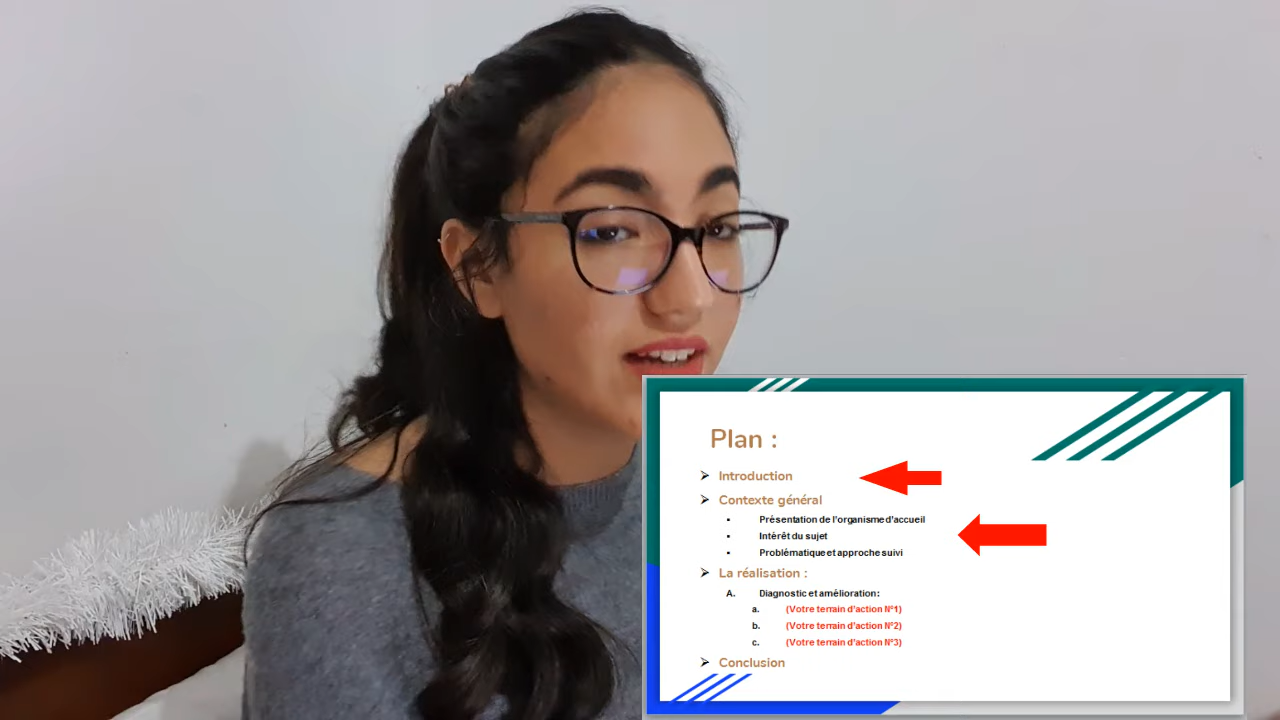 Plan :
➢ Introduction
➢ Contexte général
▪ Présentation de l'organisme d'accueil
▪ Intérêt du sujet
▪ Problématique et approche suivi
➢ La réalisation :
A. Diagnostic et amélioration:
a. (Votre terrain d'action N°1)
b. (Votre terrain d'action N°2)
c. (Votre terrain d'action N°3)
➢ Conclusion